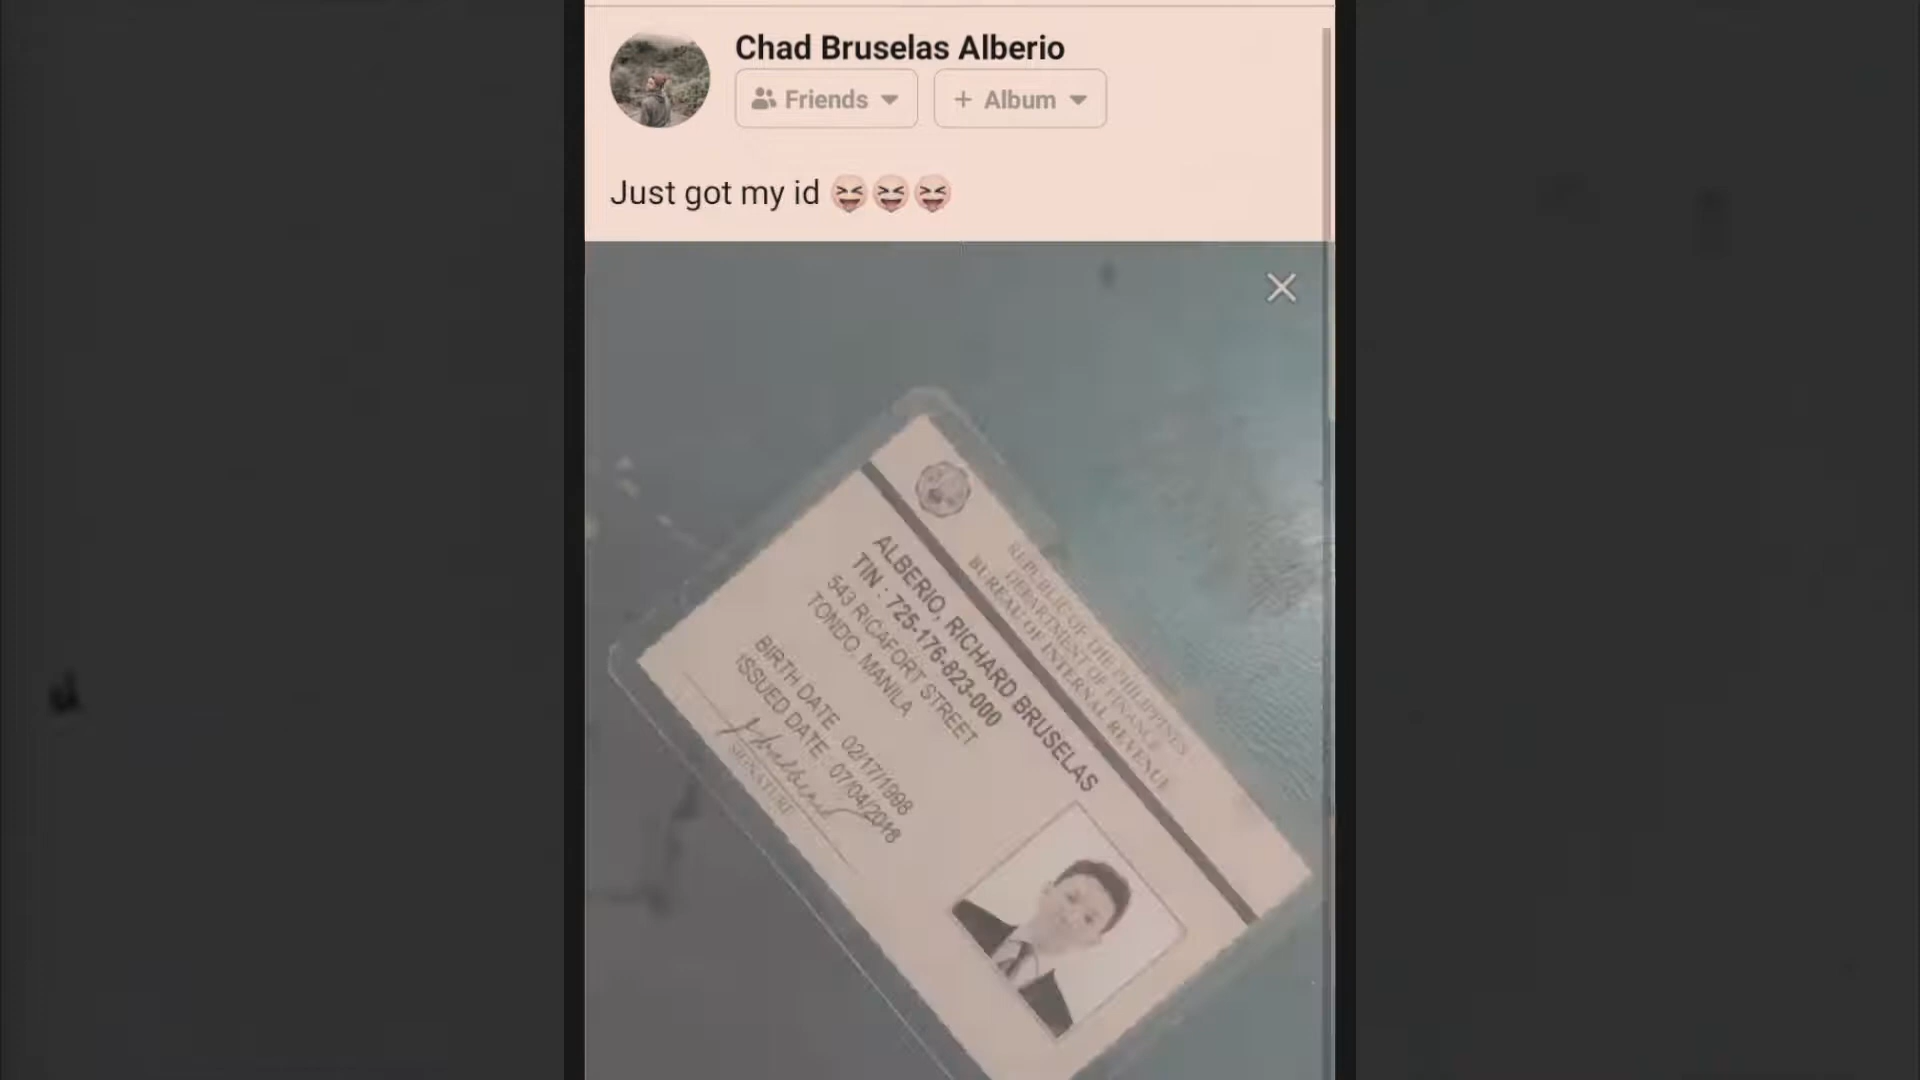 Chad Bruselas Alberio
Friends
+ Album
Just got my id 😝😝😝
REPUBLIC OF THE PHILIPPINES
DEPARTMENT OF FINANCE
BUREAU OF INTERNAL REVENUE
ALBERIO, RICHARD BRUSELAS
TIN : 725-176-823-000
543 RICAFORT STREET
TONDO, MANILA
BIRTH DATE 02/17/1998
ISSUED DATE 07/04/2018
SIGNATURE